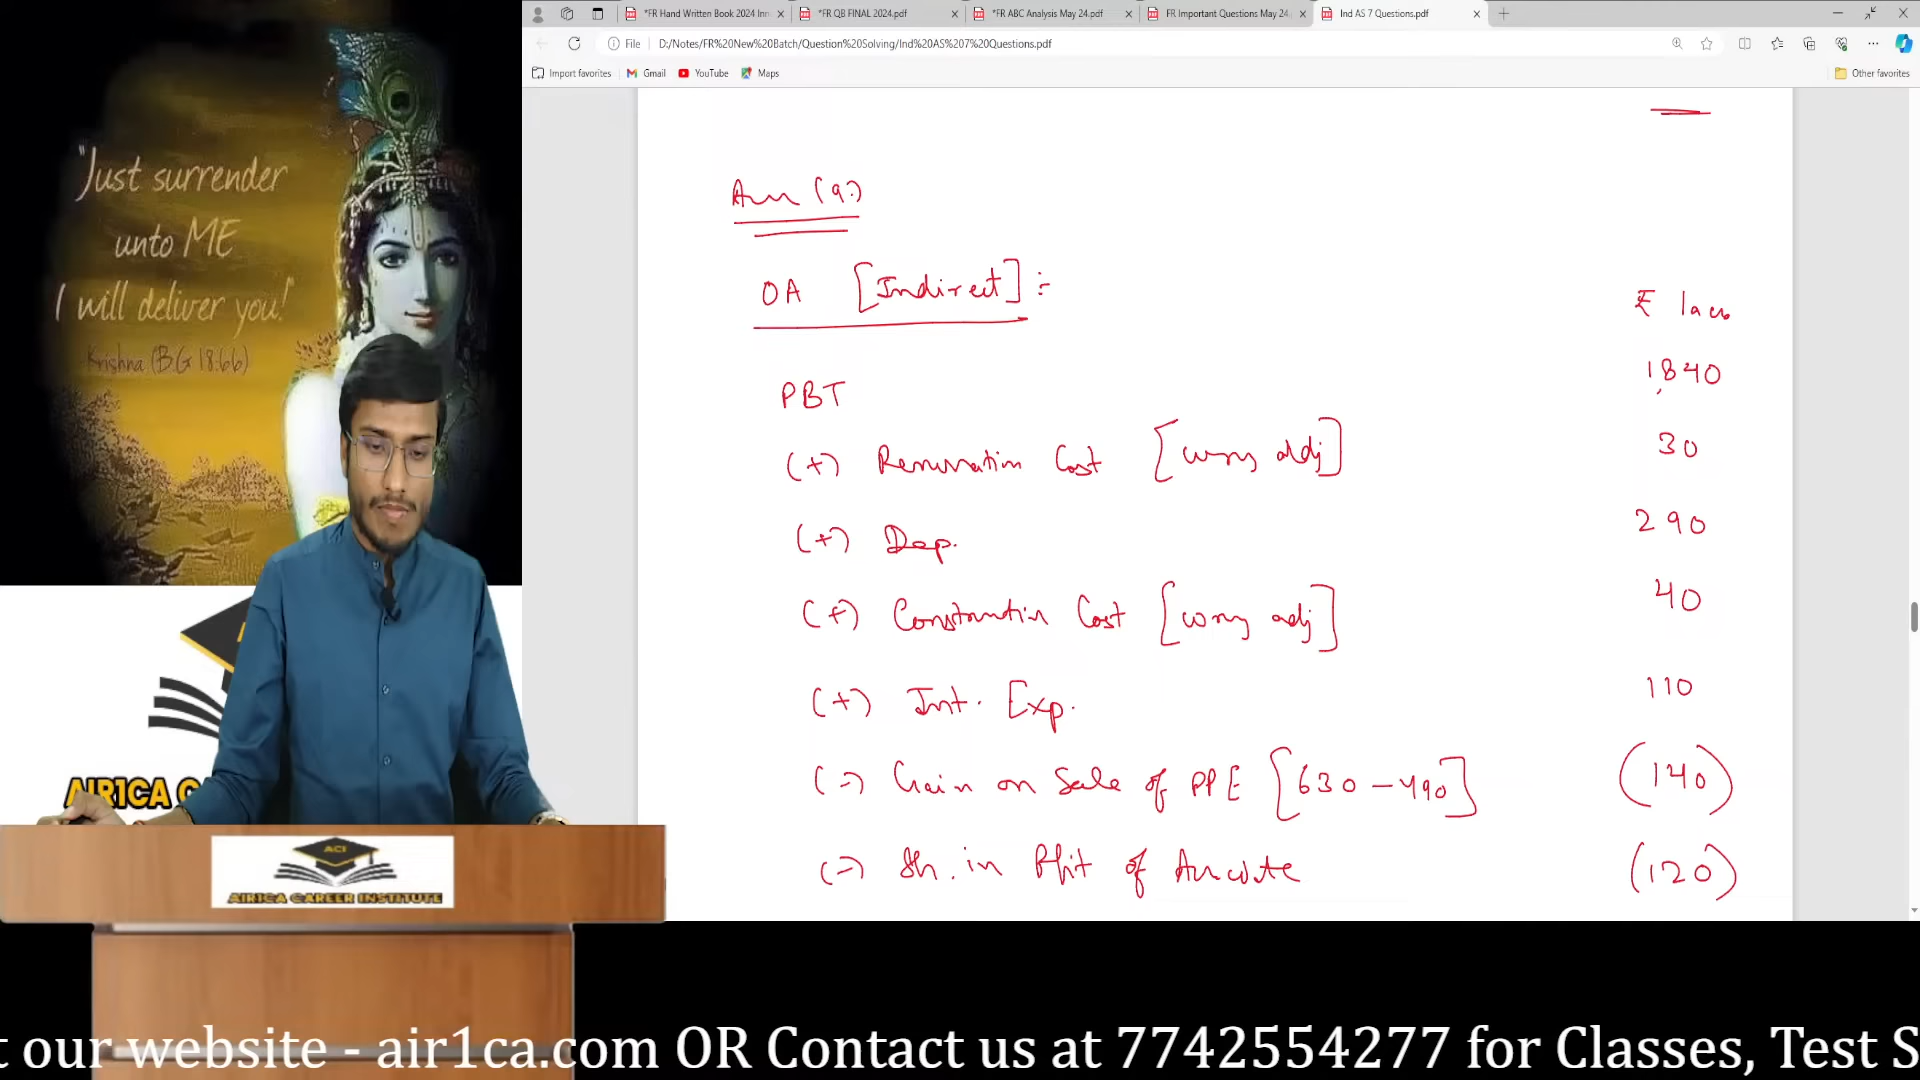 *FR Hand Written Book 2024 Inn
*FR QB FINAL 2024.pdf
*FR ABC Analysis May 24.pdf
FR Important Questions May 24
Ind AS 7 Questions.pdf
File
D:/Notes/FR%20New%20Batch/Question%20Solving/Ind%20AS%207%20Questions.pdf
Import favorites
Gmail
YouTube
Maps
Other favorites
"Just surrender
unto ME
I will deliver you!"
Krishna (B.G 18:66)
OA [Indirect] :-
₹ lacs
PBT 1840
(+) Renovation Cost [wrong adj] 30
(+) Dep. 290
(+) Construction Cost [wrong adj] 40
(+) Int. Exp. 110
(-) Gain on Sale of PPE [630 - 490] (140)
(-) Sh. in Pfit of Associate (120)
AIR1CA C
ACI
AIR1CA CAREER INSTITUTE
t our website - air1ca.com OR Contact us at 7742554277 for Classes, Test S